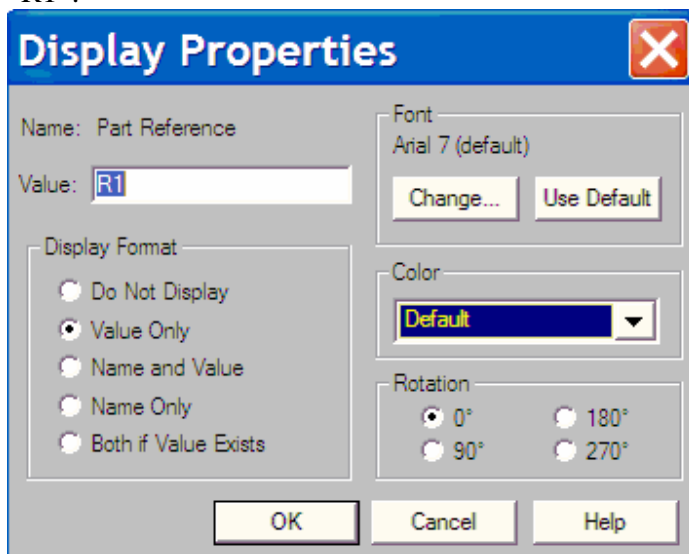 Display Properties
Name: Part Reference
Value: R1
Display Format
Do Not Display
Value Only
Name and Value
Name Only
Both if Value Exists
Font
Arial 7 (default)
Change... Use Default
Color
Default
Rotation
0° 180°
90° 270°
OK Cancel Help